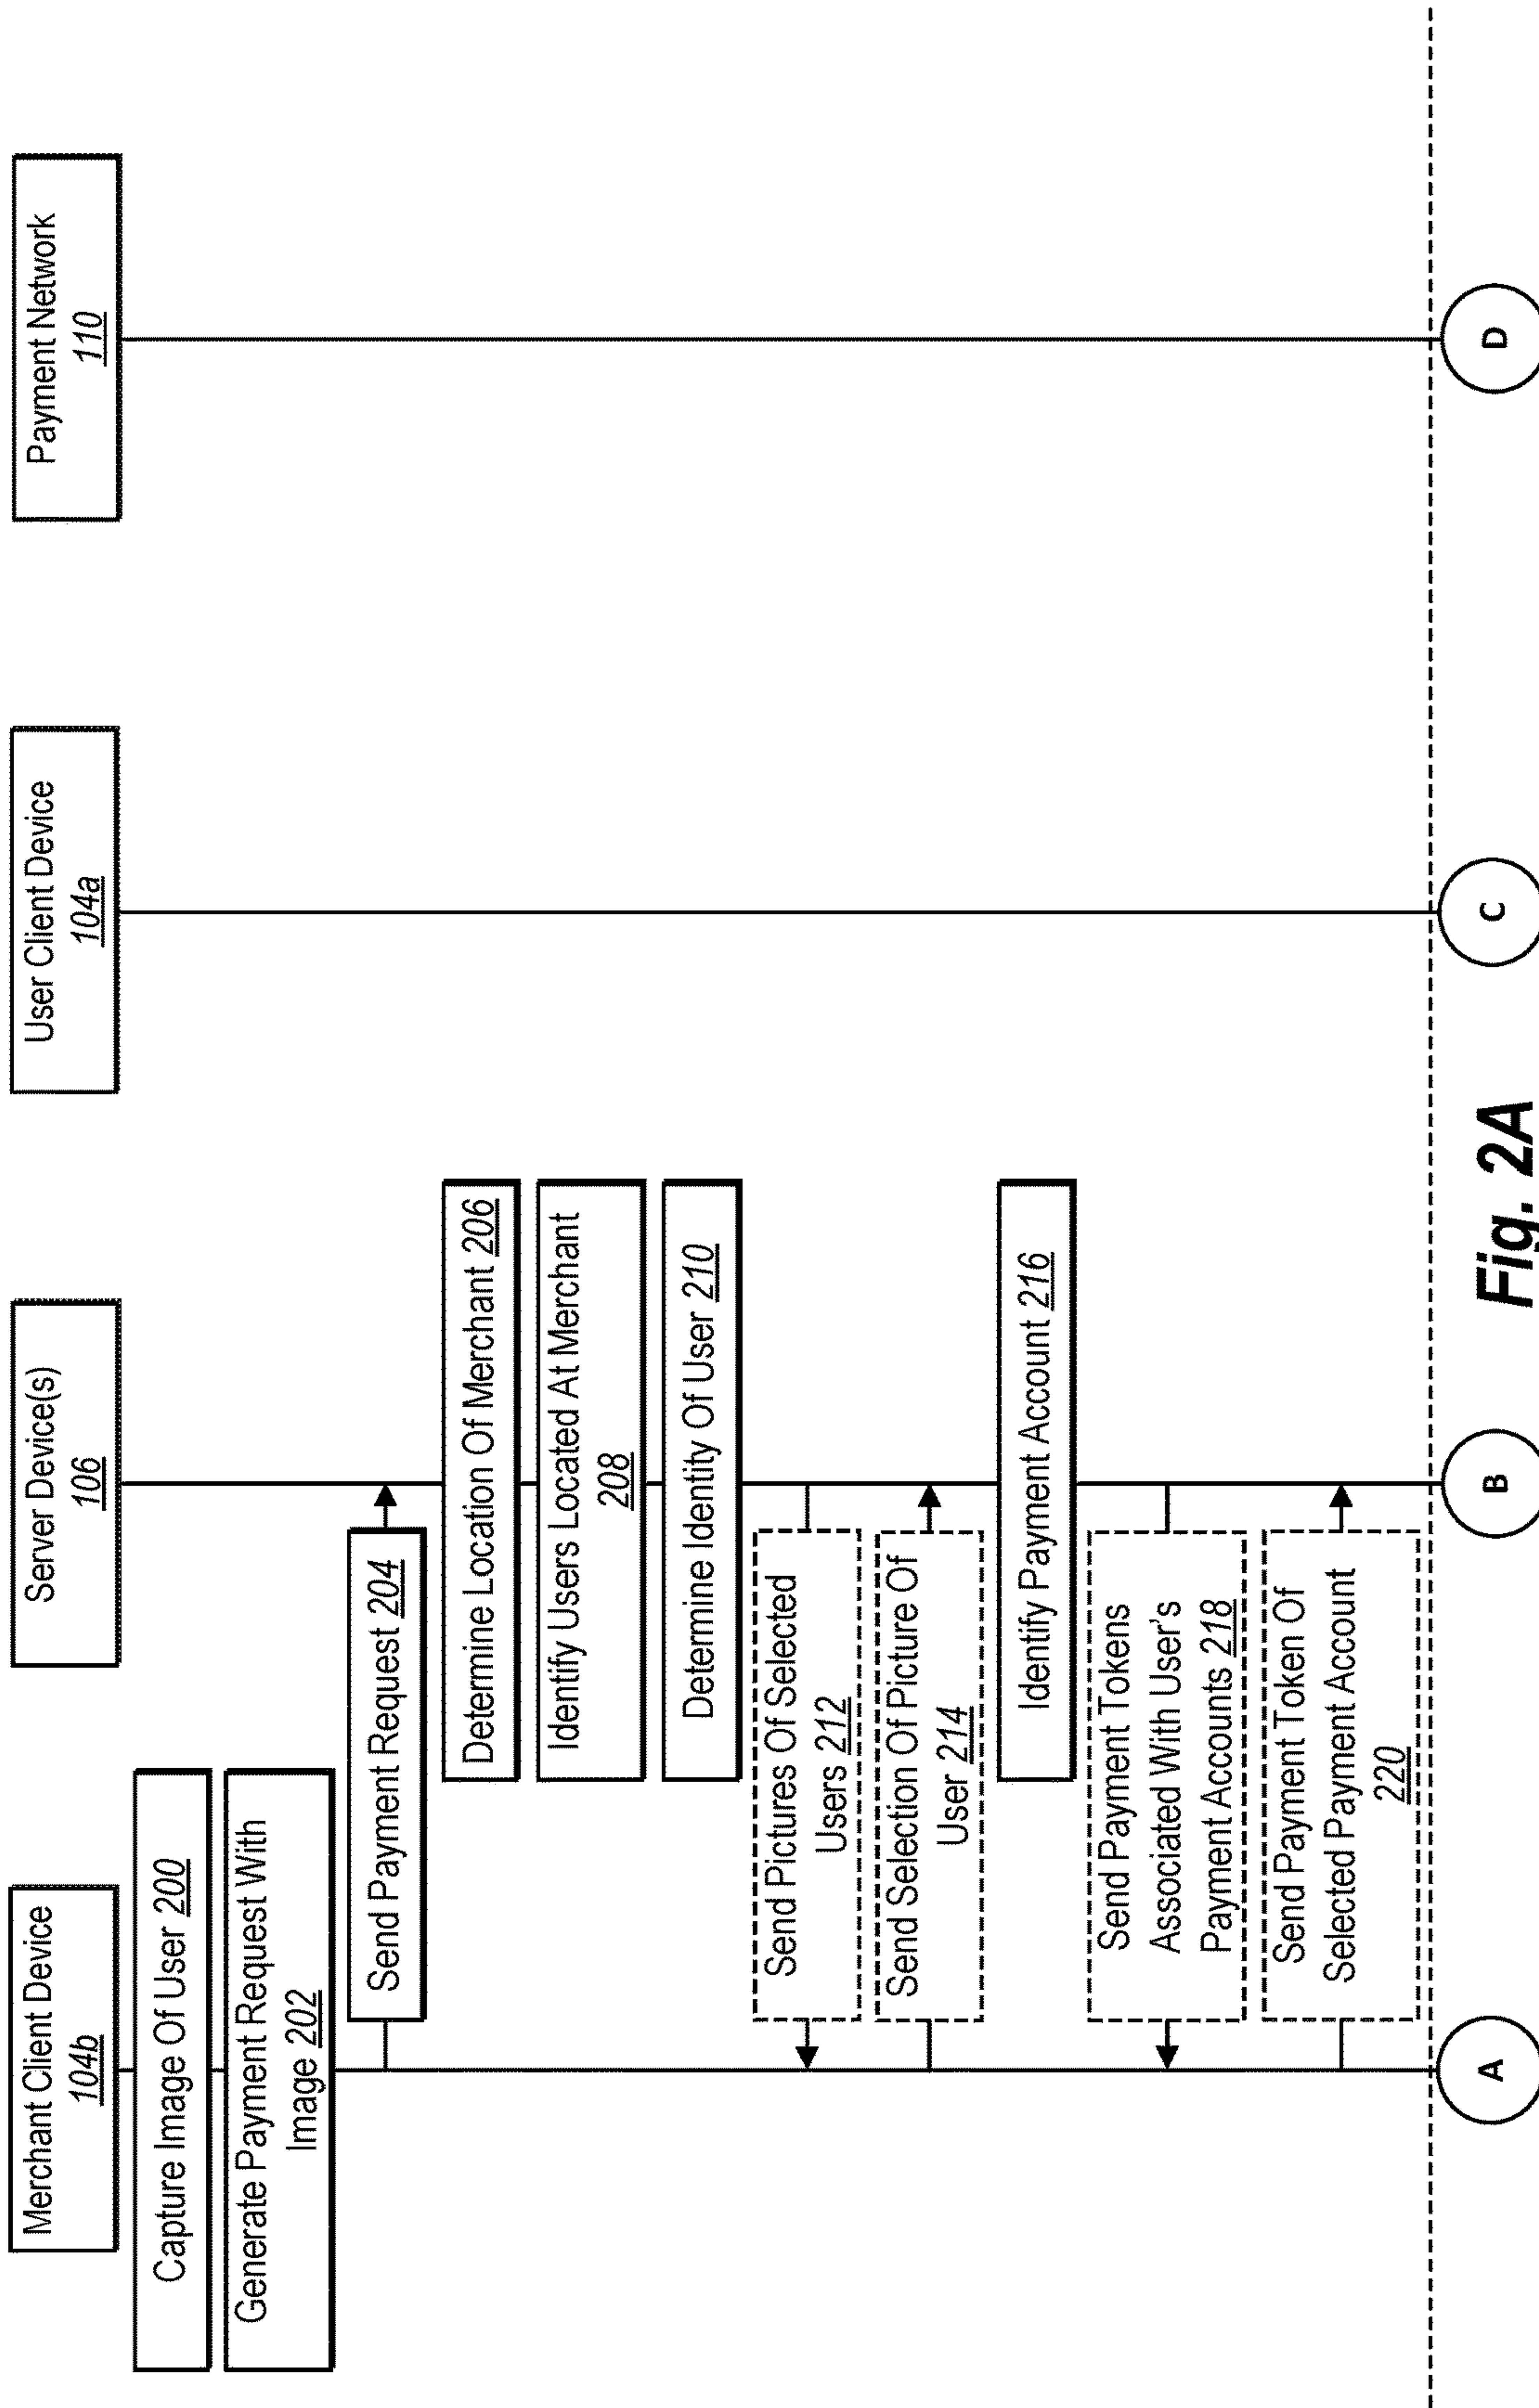 Merchant Client Device
104b
Server Device(s)
106
User Client Device
104a
Payment Network
110
Capture Image Of User 200
Generate Payment Request With
Image 202
Send Payment Request 204
Determine Location Of Merchant 206
Identify Users Located At Merchant
208
Determine Identity Of User 210
Send Pictures Of Selected
Users 212
Send Selection Of Picture Of
User 214
Identify Payment Account 216
Send Payment Tokens
Associated With User's
Payment Accounts 218
Send Payment Token Of
Selected Payment Account
220
A
B
C
D
Fig. 2A